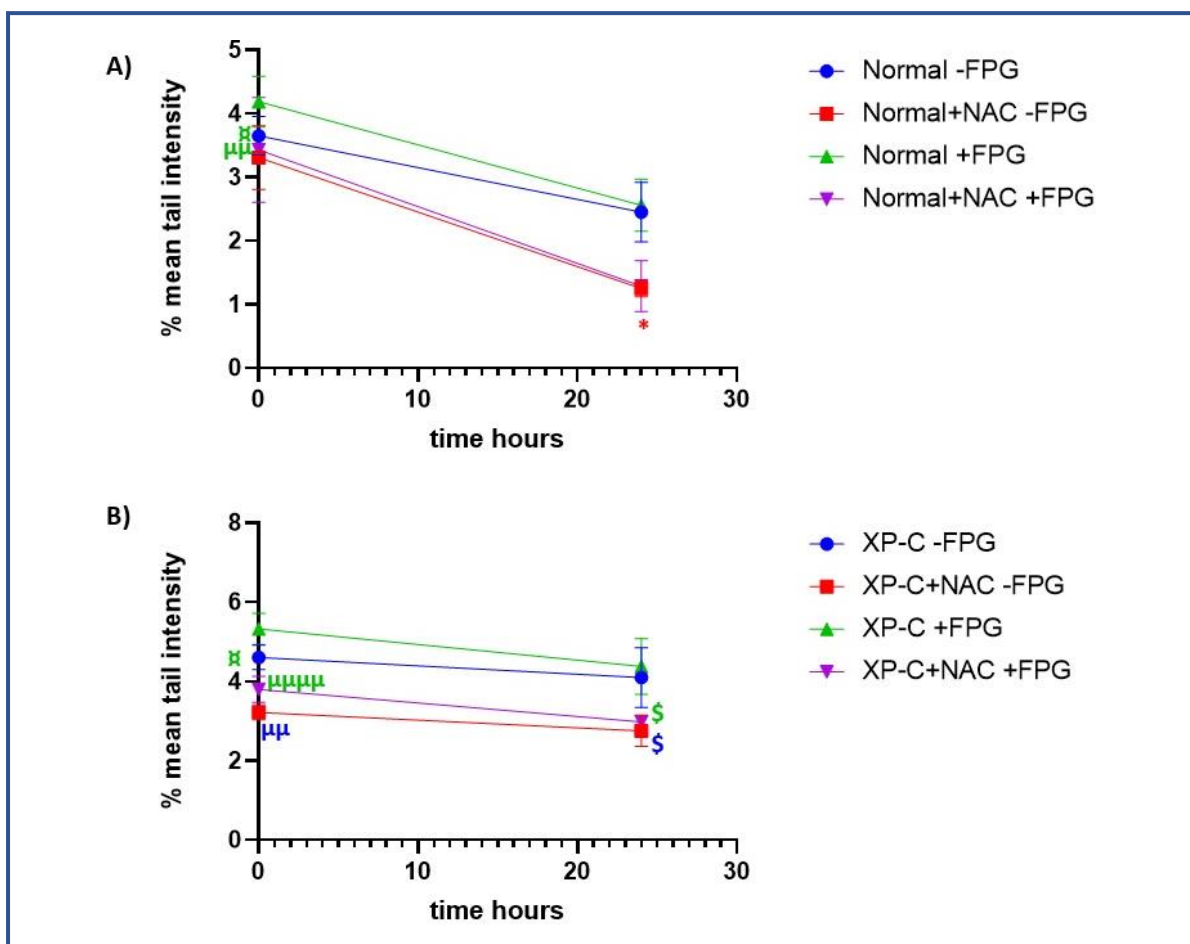 A)
% mean tail intensity
5
4
¤
μμ
3
2
1
*
0
0
10
20
30
time hours
Normal -FPG
Normal+NAC -FPG
Normal +FPG
Normal+NAC +FPG
B)
% mean tail intensity
8
6
¤
4
μμμμ
μμ
$
$
2
0
0
10
20
30
time hours
XP-C -FPG
XP-C+NAC -FPG
XP-C +FPG
XP-C+NAC +FPG